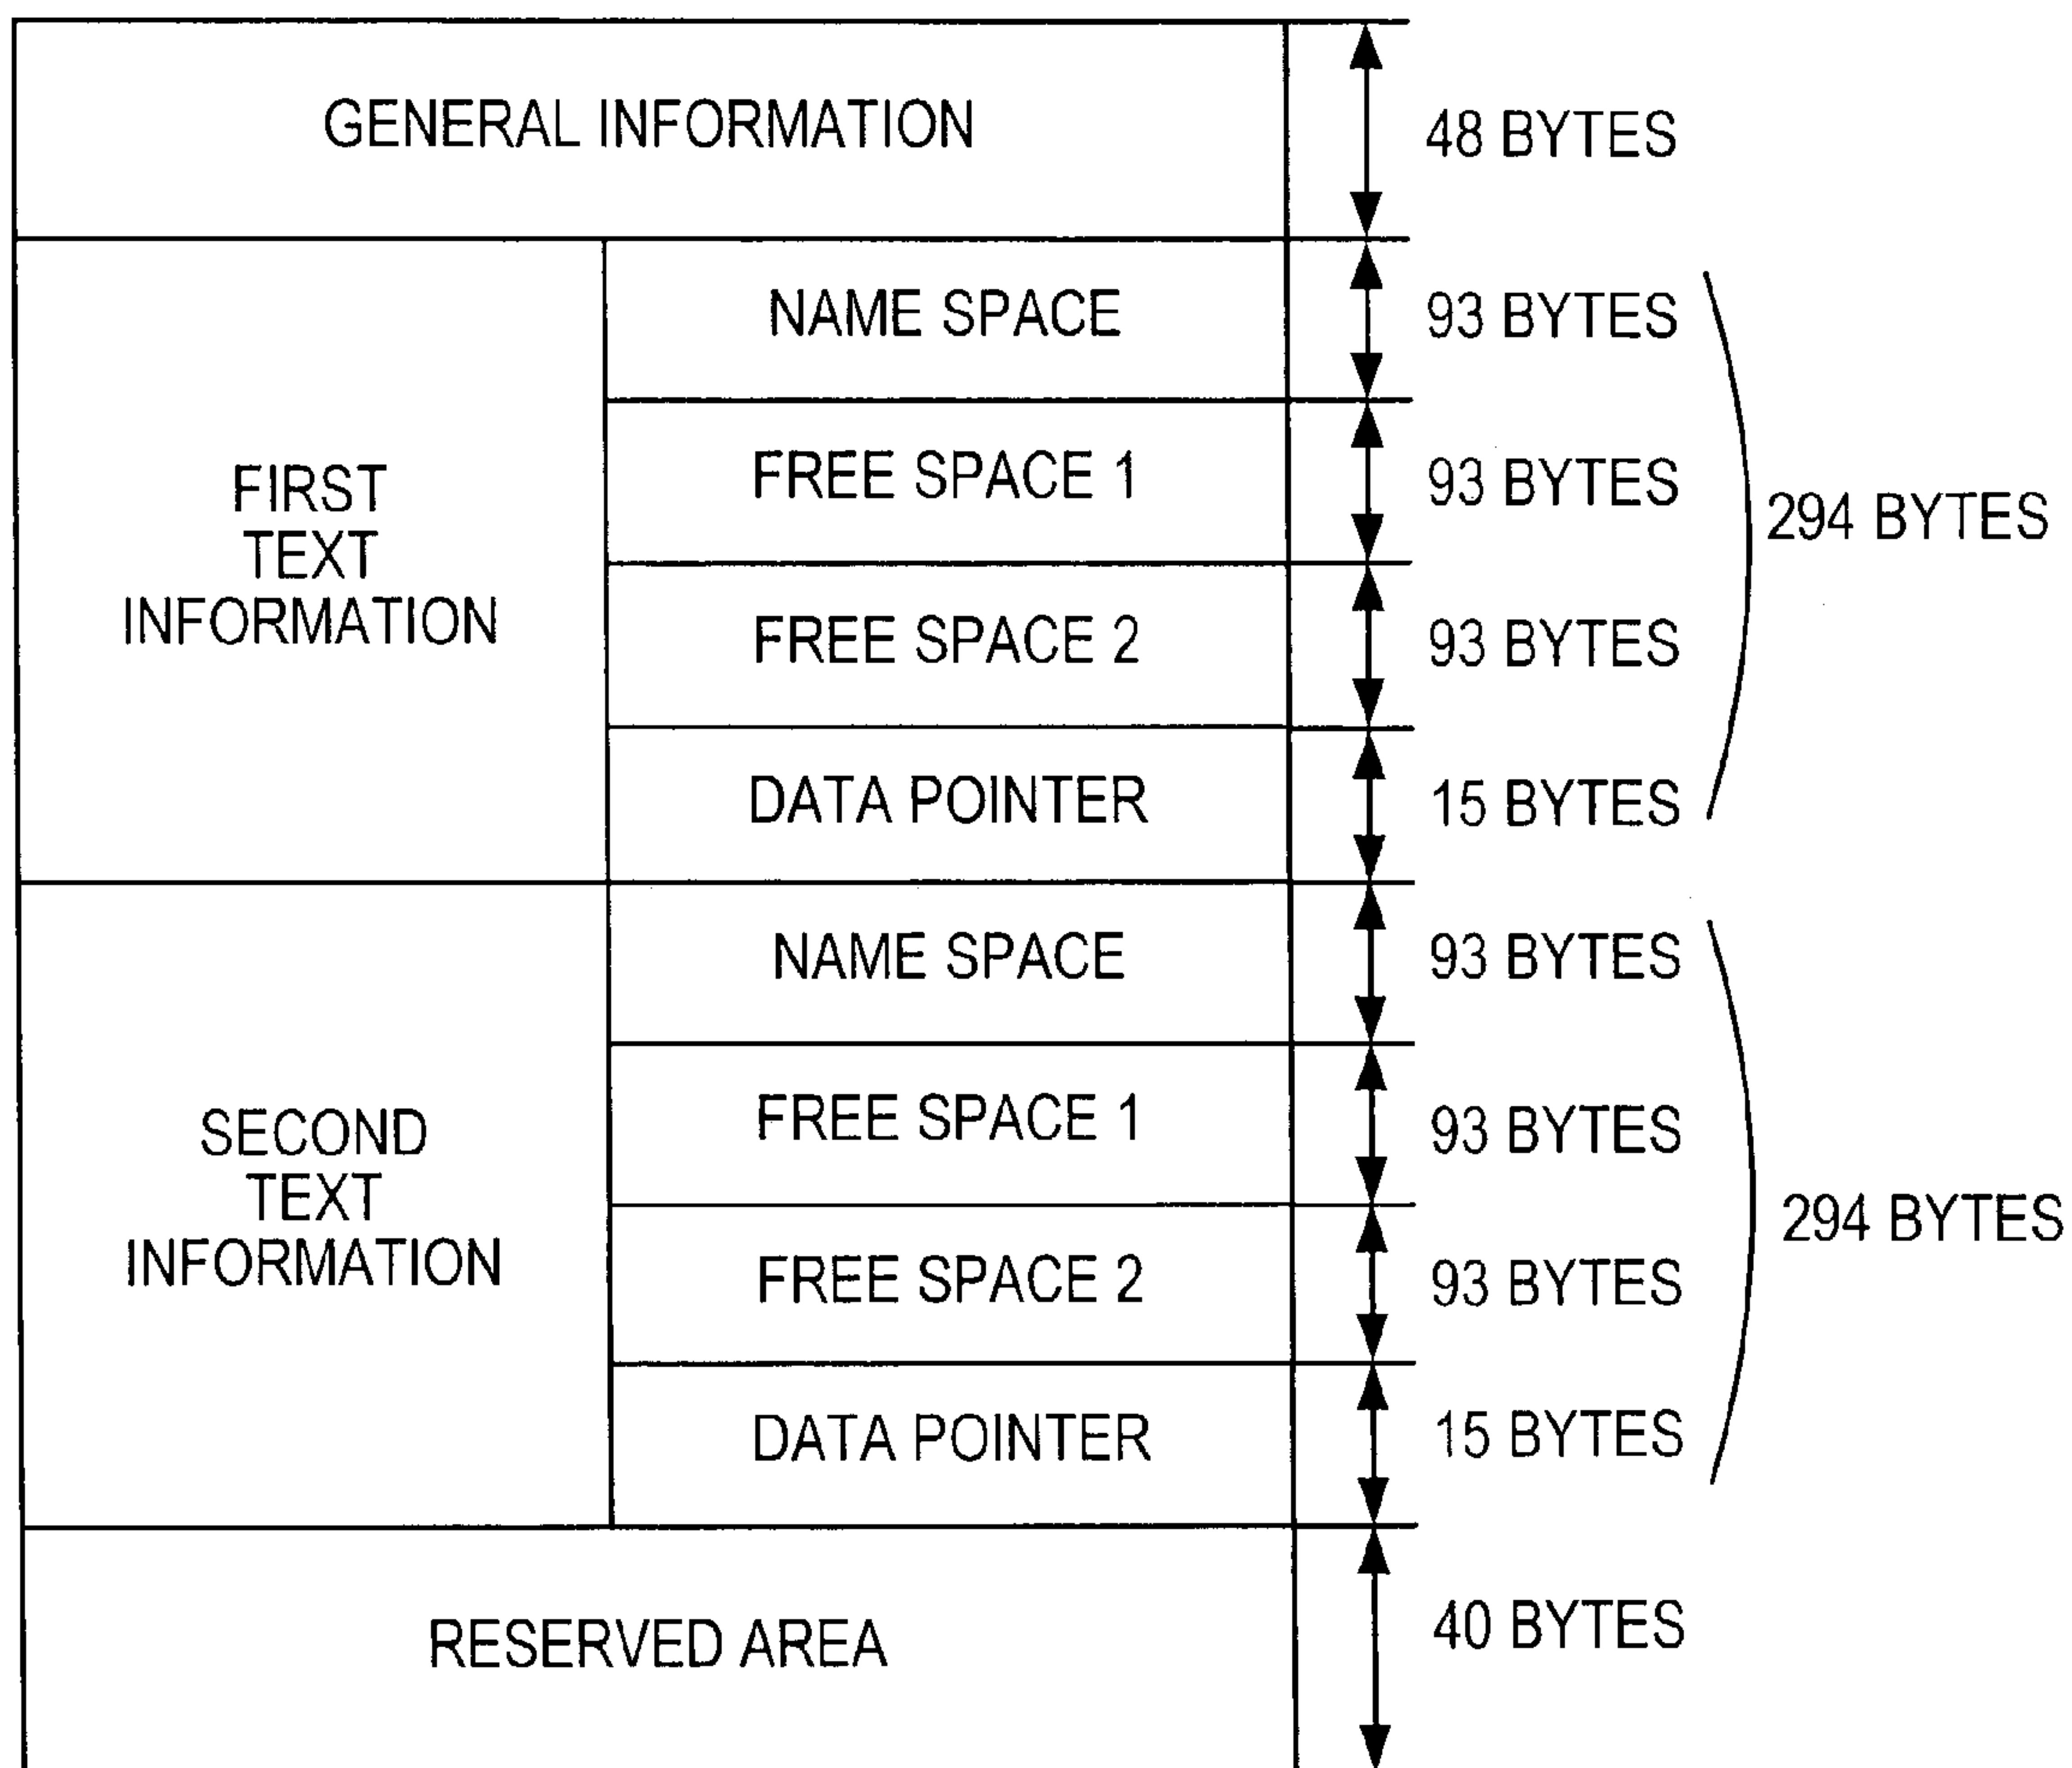 GENERAL INFORMATION
48 BYTES
FIRST
TEXT
INFORMATION
NAME SPACE
93 BYTES
FREE SPACE 1
93 BYTES
FREE SPACE 2
93 BYTES
DATA POINTER
15 BYTES
294 BYTES
SECOND
TEXT
INFORMATION
NAME SPACE
93 BYTES
FREE SPACE 1
93 BYTES
FREE SPACE 2
93 BYTES
DATA POINTER
15 BYTES
294 BYTES
RESERVED AREA
40 BYTES